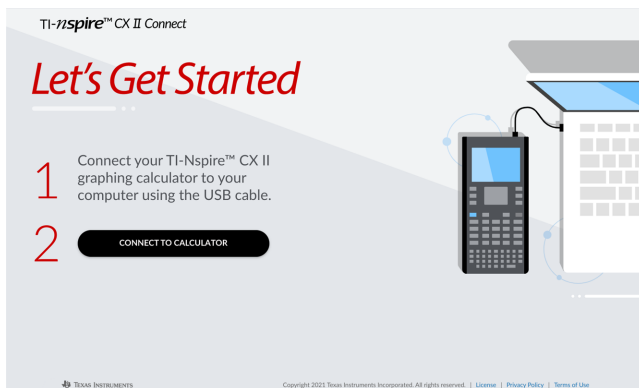 TI-nspire™ CX II Connect
Let's Get Started
1
Connect your TI-Nspire™ CX II
graphing calculator to your
computer using the USB cable.
2
CONNECT TO CALCULATOR
TEXAS INSTRUMENTS
Copyright 2021 Texas Instruments Incorporated. All rights reserved. | License | Privacy Policy | Terms of Use